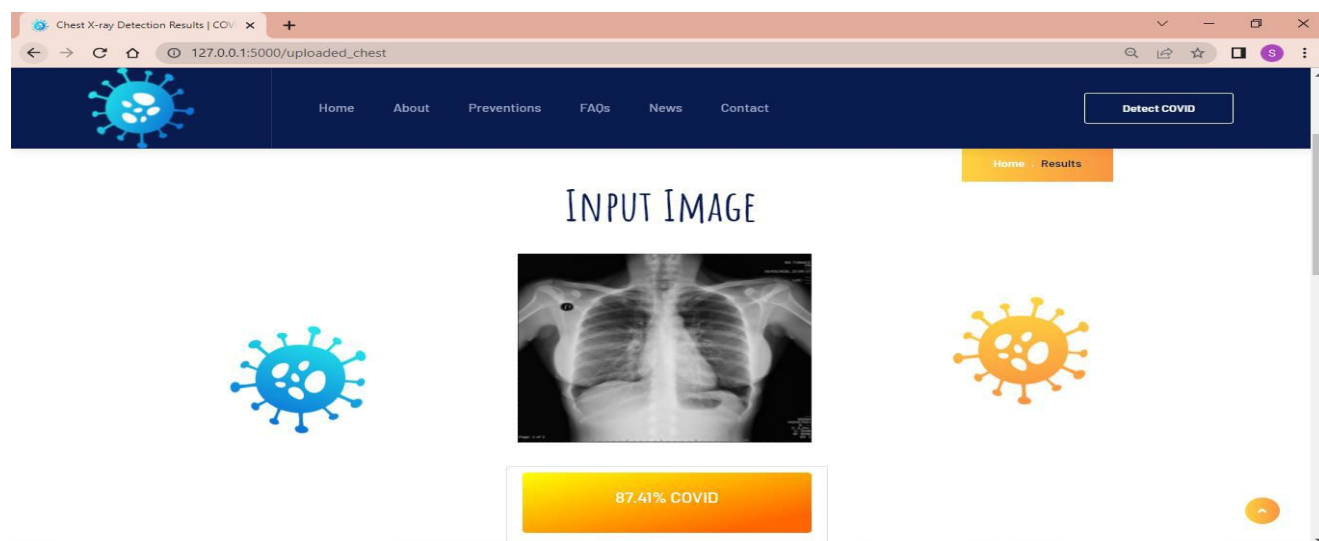 Chest X-ray Detection Results | COV
127.0.0.1:5000/uploaded_chest
S
Home About Preventions FAQs News Contact
Detect COVID
Home . Results
INPUT IMAGE
87.41% COVID